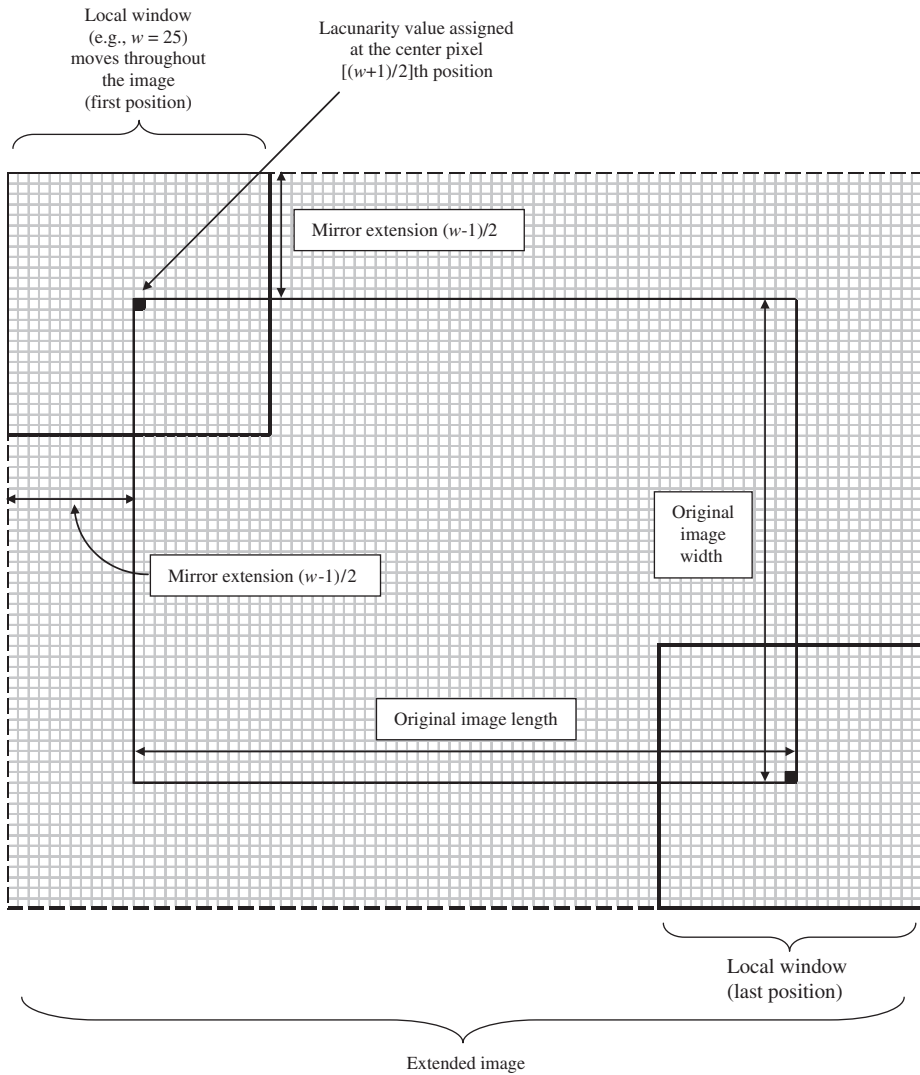 Local window
(e.g., w = 25)
moves throughout
the image
(first position)
Lacunarity value assigned
at the center pixel
[(w+1)/2]th position
Mirror extension (w-1)/2
Original
image
width
Mirror extension (w-1)/2
Original image length
Local window
(last position)
Extended image